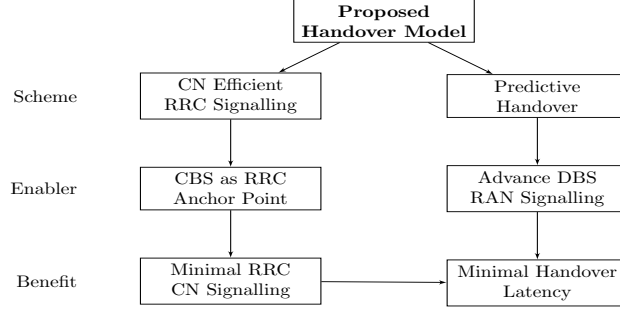 Proposed
Handover Model
Scheme
CN Efficient
RRC Signalling
Predictive
Handover
Enabler
CBS as RRC
Anchor Point
Advance DBS
RAN Signalling
Benefit
Minimal RRC
CN Signalling
Minimal Handover
Latency